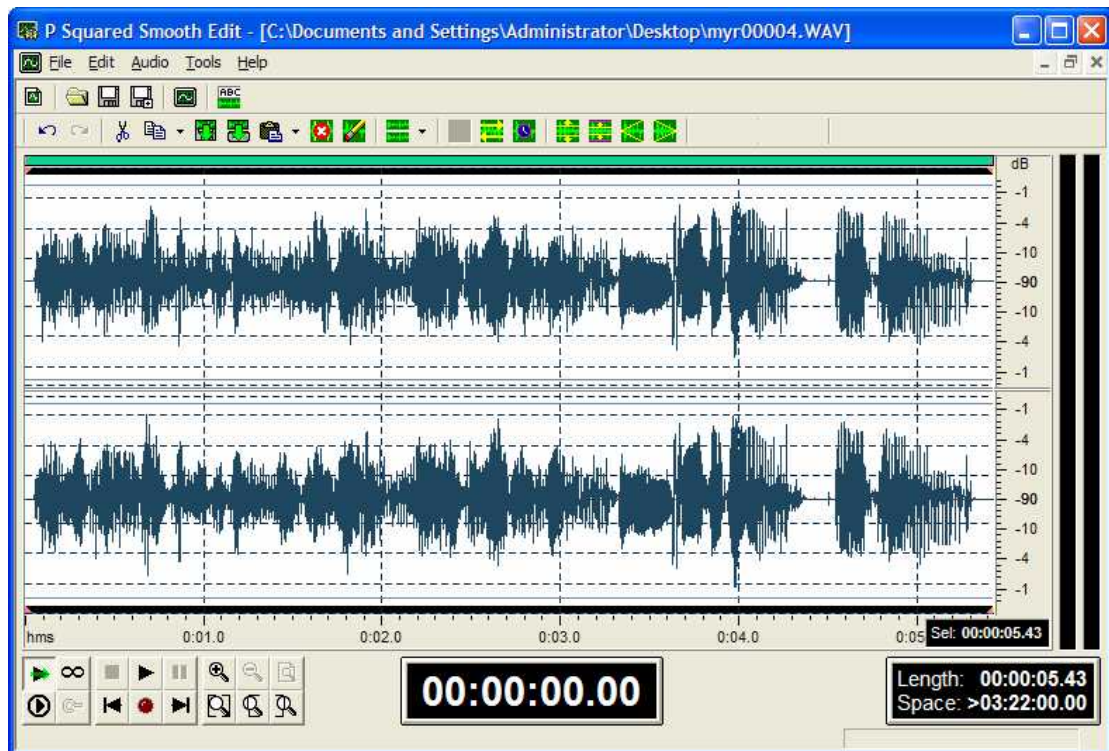 P Squared Smooth Edit - [C:\Documents and Settings\Administrator\Desktop\myr00004.WAV]
File Edit Audio Tools Help
ABC
dB
-1
-4
-10
-90
-10
-4
-1
-1
-4
-10
-90
-10
-4
-1
hms 0:01.0 0:02.0 0:03.0 0:04.0 0:05
Sel: 00:00:05.43
00:00:00.00
Length: 00:00:05.43
Space: >03:22:00.00